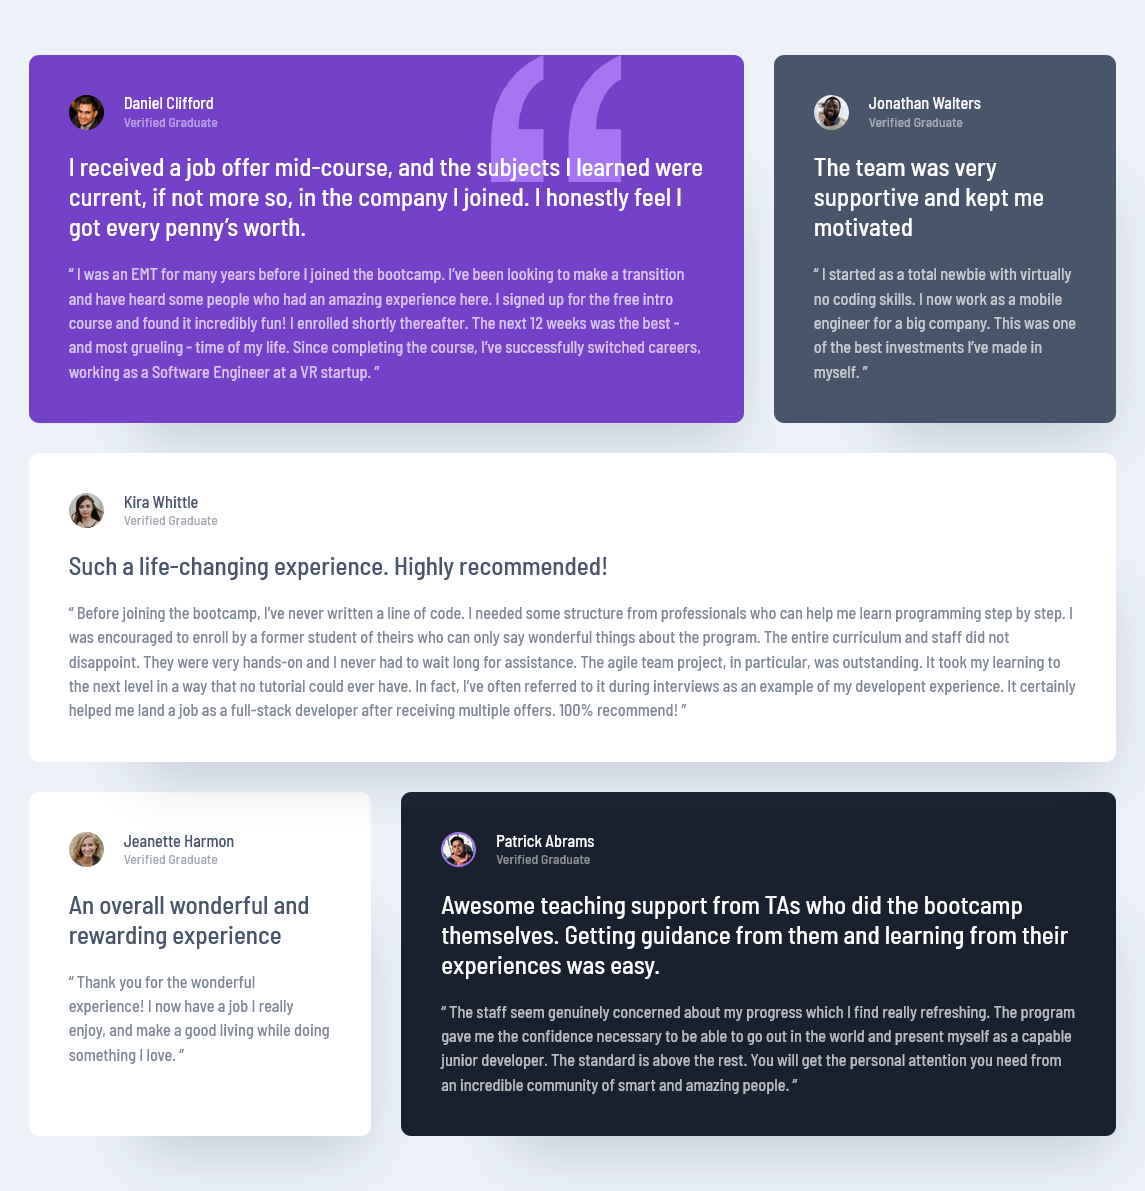 Daniel Clifford
Verified Graduate
I received a job offer mid-course, and the subjects I learned were
current, if not more so, in the company I joined. I honestly feel I
got every penny’s worth.
“ I was an EMT for many years before I joined the bootcamp. I’ve been looking to make a transition
and have heard some people who had an amazing experience here. I signed up for the free intro
course and found it incredibly fun! I enrolled shortly thereafter. The next 12 weeks was the best -
and most grueling - time of my life. Since completing the course, I’ve successfully switched careers,
working as a Software Engineer at a VR startup. ”
Jonathan Walters
Verified Graduate
The team was very
supportive and kept me
motivated
“ I started as a total newbie with virtually
no coding skills. I now work as a mobile
engineer for a big company. This was one
of the best investments I’ve made in
myself. ”
Kira Whittle
Verified Graduate
Such a life-changing experience. Highly recommended!
“ Before joining the bootcamp, I’ve never written a line of code. I needed some structure from professionals who can help me learn programming step by step. I
was encouraged to enroll by a former student of theirs who can only say wonderful things about the program. The entire curriculum and staff did not
disappoint. They were very hands-on and I never had to wait long for assistance. The agile team project, in particular, was outstanding. It took my learning to
the next level in a way that no tutorial could ever have. In fact, I’ve often referred to it during interviews as an example of my developent experience. It certainly
helped me land a job as a full-stack developer after receiving multiple offers. 100% recommend! ”
Jeanette Harmon
Verified Graduate
An overall wonderful and
rewarding experience
“ Thank you for the wonderful
experience! I now have a job I really
enjoy, and make a good living while doing
something I love. ”
Patrick Abrams
Verified Graduate
Awesome teaching support from TAs who did the bootcamp
themselves. Getting guidance from them and learning from their
experiences was easy.
“ The staff seem genuinely concerned about my progress which I find really refreshing. The program
gave me the confidence necessary to be able to go out in the world and present myself as a capable
junior developer. The standard is above the rest. You will get the personal attention you need from
an incredible community of smart and amazing people. ”